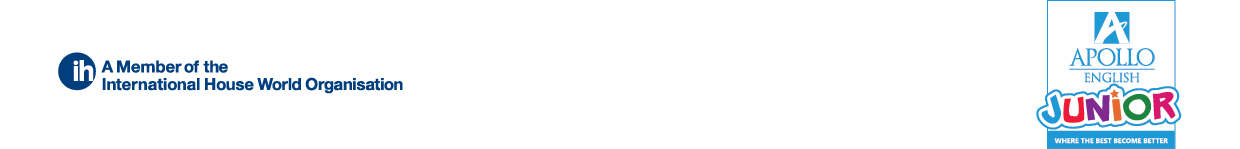 ih A Member of the
International House World Organisation
A
APOLLO
ENGLISH
JUNIOR
WHERE THE BEST BECOME BETTER